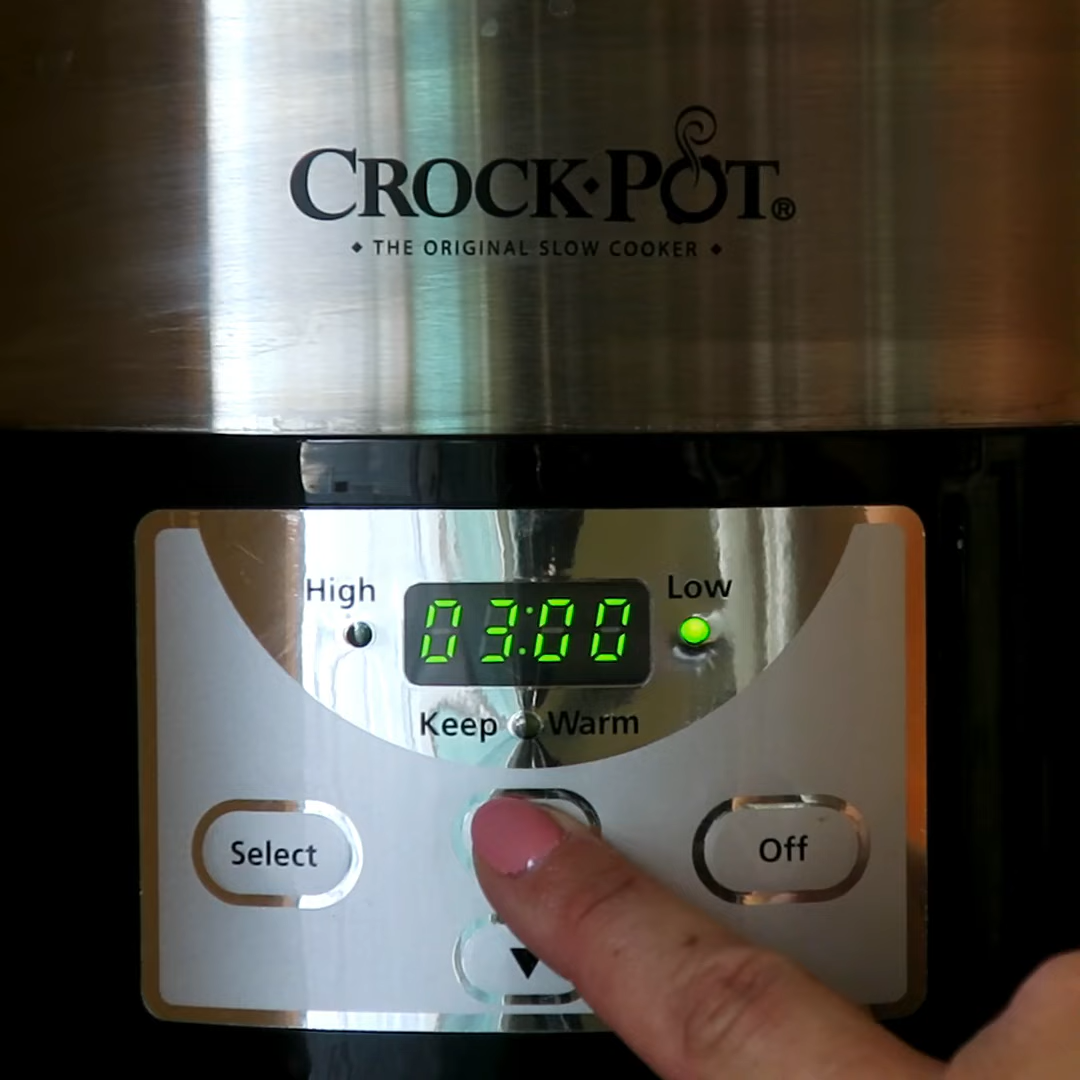 CROCK·POT®
◆ THE ORIGINAL SLOW COOKER ◆
High
Low
03:00
Keep Warm
Select
Off
▼